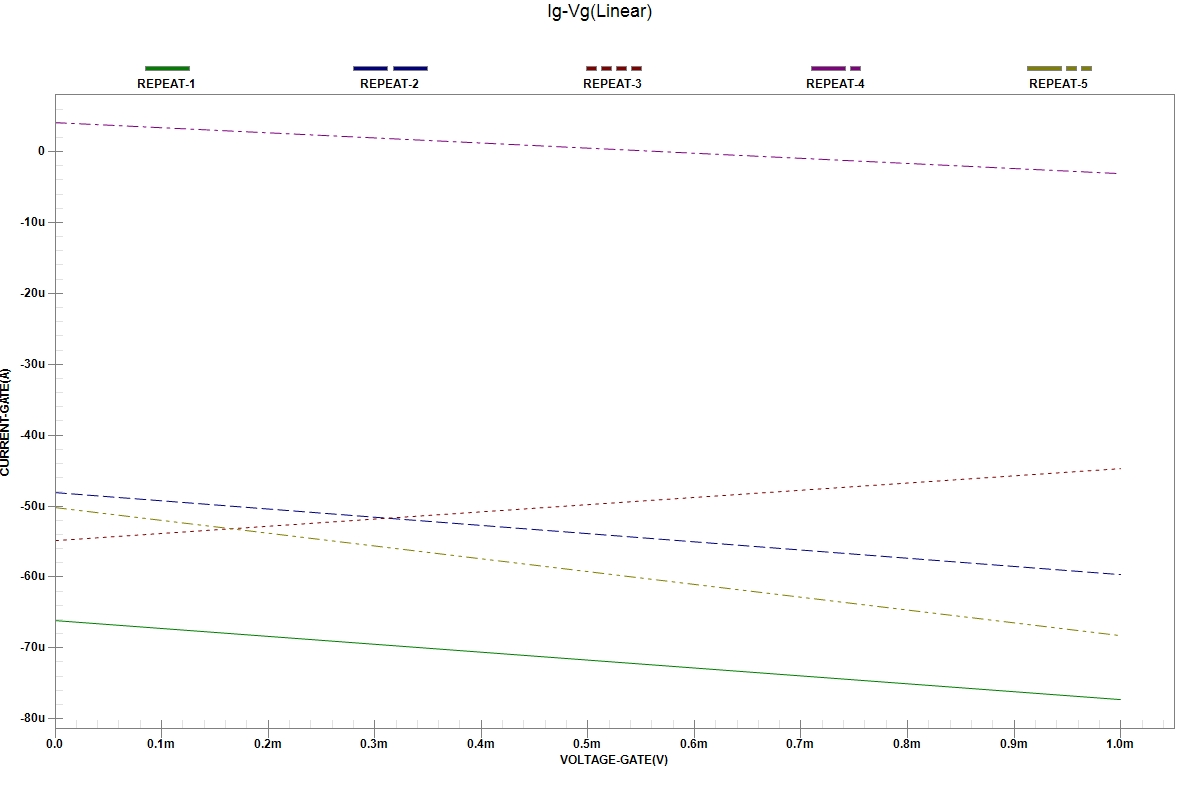 Ig-Vg(Linear)
REPEAT-1 REPEAT-2 REPEAT-3 REPEAT-4 REPEAT-5
CURRENT-GATE(A)
0
-10u
-20u
-30u
-40u
-50u
-60u
-70u
-80u
0.0 0.1m 0.2m 0.3m 0.4m 0.5m 0.6m 0.7m 0.8m 0.9m 1.0m
VOLTAGE-GATE(V)